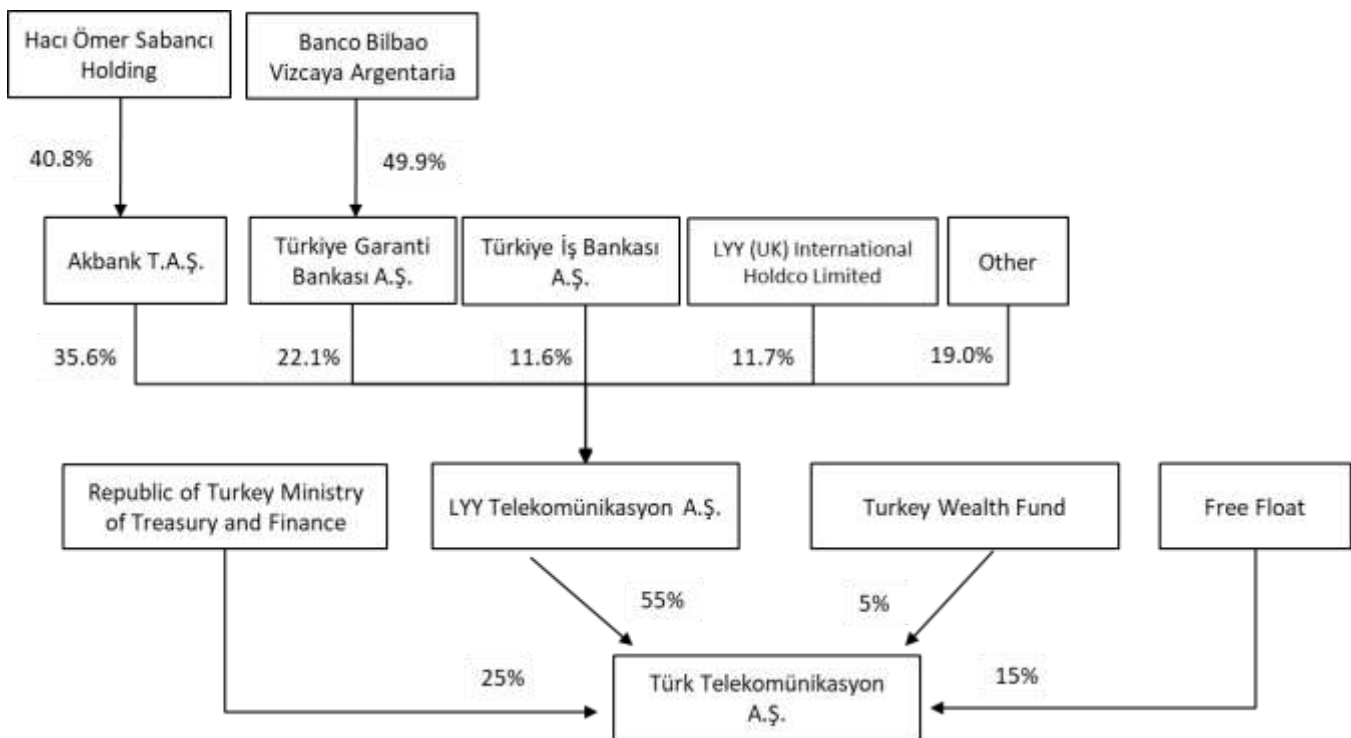 Hacı Ömer Sabancı
Holding
Banco Bilbao
Vizcaya Argentaria
40.8%
49.9%
Akbank T.A.Ş.
Türkiye Garanti
Bankası A.Ş.
Türkiye İş Bankası
A.Ş.
LYY (UK) International
Holdco Limited
Other
35.6%
22.1%
11.6%
11.7%
19.0%
Republic of Turkey Ministry
of Treasury and Finance
LYY Telekomünikasyon A.Ş.
Turkey Wealth Fund
Free Float
55%
5%
25%
15%
Türk Telekomünikasyon
A.Ş.